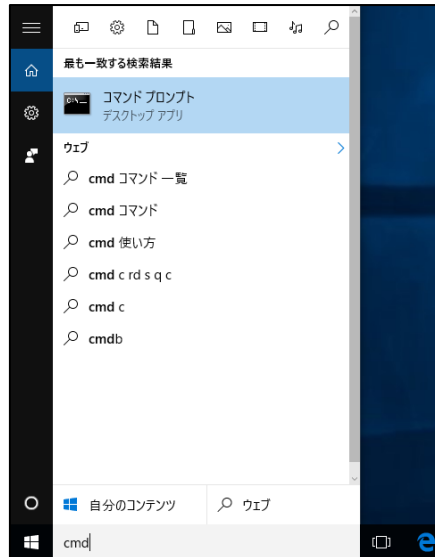 最も一致する検索結果
コマンド プロンプト
デスクトップ アプリ
ウェブ
cmd コマンド 一覧
cmd コマンド
cmd 使い方
cmd c rd s q c
cmd c
cmdb
自分のコンテンツ ウェブ
cmd